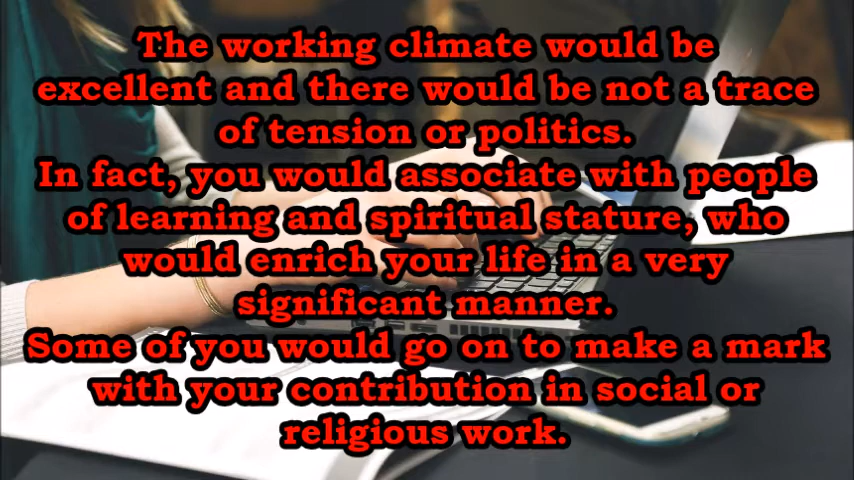 The working climate would be
excellent and there would be not a trace
of tension or politics.
In fact, you would associate with people
of learning and spiritual stature, who
would enrich your life in a very
significant manner.
Some of you would go on to make a mark
with your contribution in social or
religious work.